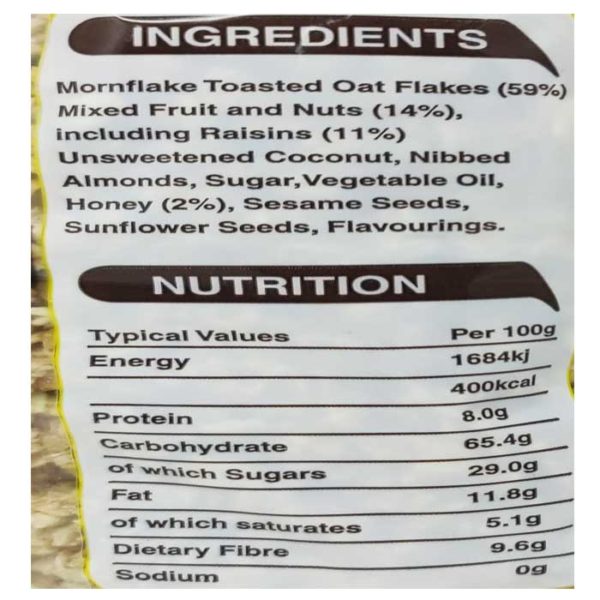 INGREDIENTS
Mornflake Toasted Oat Flakes (59%)
Mixed Fruit and Nuts (14%),
including Raisins (11%)
Unsweetened Coconut, Nibbed
Almonds, Sugar,Vegetable Oil,
Honey (2%), Sesame Seeds,
Sunflower Seeds, Flavourings.
NUTRITION
Typical Values Per 100g
Energy 1684kj
400kcal
Protein 8.0g
Carbohydrate 65.4g
of which Sugars 29.0g
Fat 11.8g
of which saturates 5.1g
Dietary Fibre 9.6g
Sodium 0g